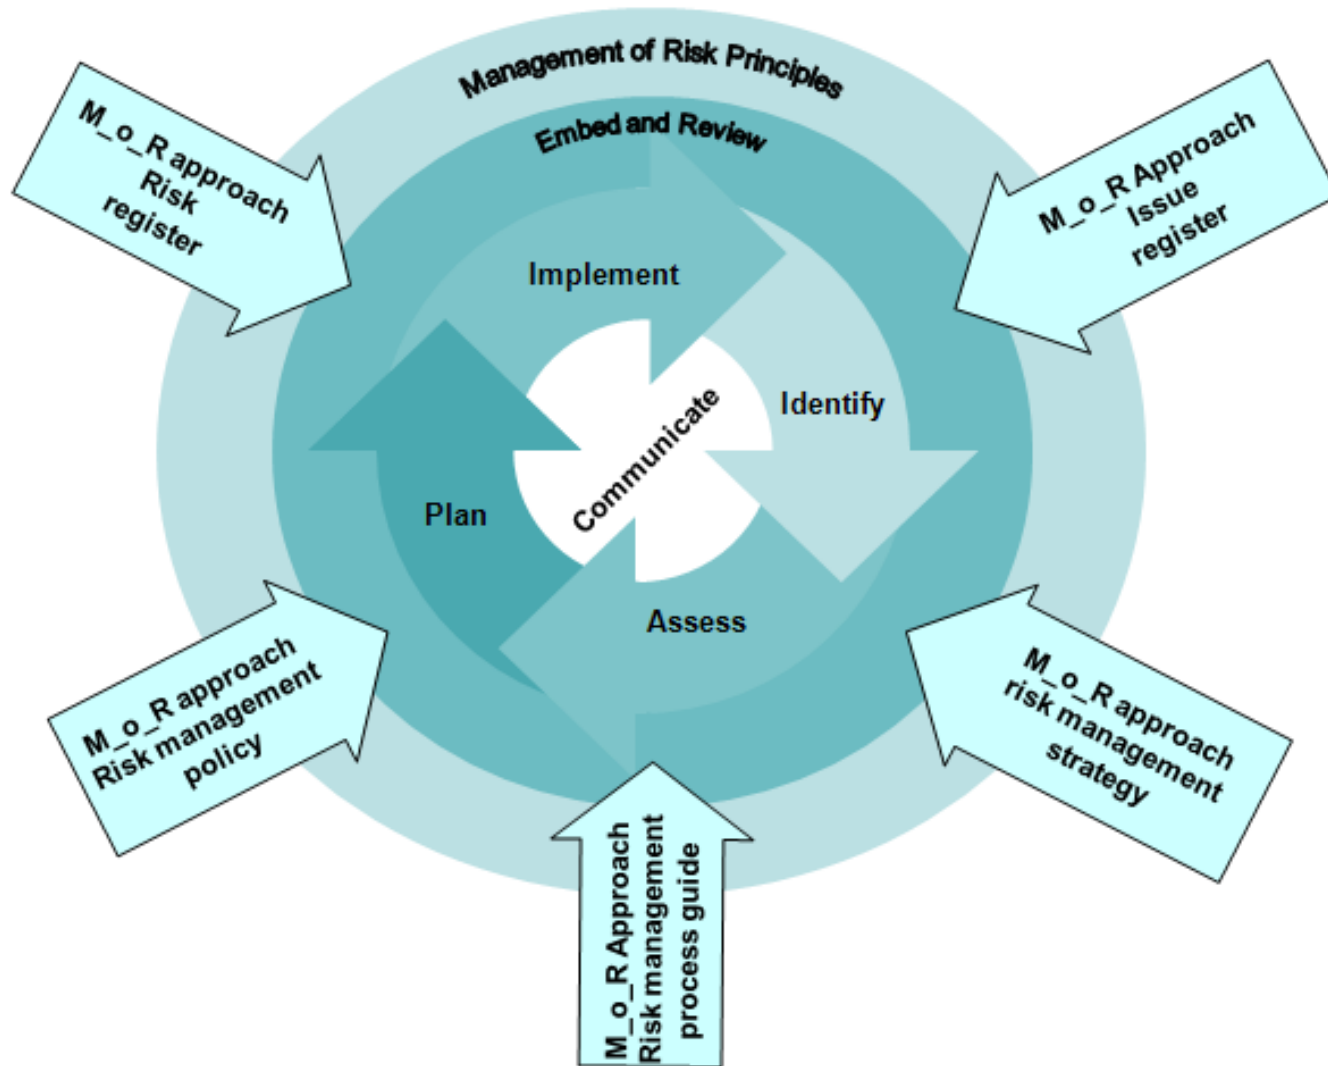 Management of Risk Principles
Embed and Review
M_o_R approach
Risk
register
M_o_R Approach
Issue
register
Implement
Identify
Communicate
Plan
Assess
M_o_R approach
Risk management
policy
M_o_R approach
risk management
strategy
M_o_R Approach
Risk management
process guide